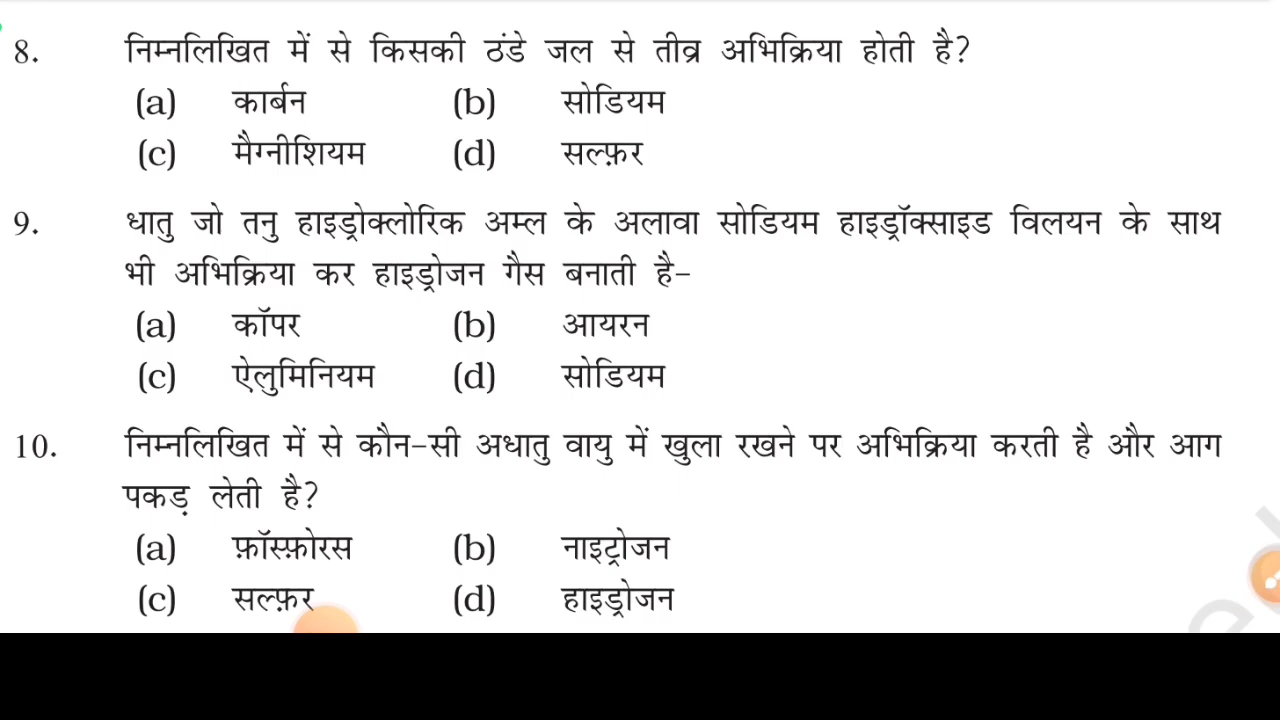 8. निम्नलिखित में से किसकी ठंडे जल से तीव्र अभिक्रिया होती है?
(a) कार्बन (b) सोडियम
(c) मैग्नीशियम (d) सल्फ़र
9. धातु जो तनु हाइड्रोक्लोरिक अम्ल के अलावा सोडियम हाइड्रॉक्साइड विलयन के साथ
भी अभिक्रिया कर हाइड्रोजन गैस बनाती है-
(a) कॉपर (b) आयरन
(c) ऐलुमिनियम (d) सोडियम
10. निम्नलिखित में से कौन-सी अधातु वायु में खुला रखने पर अभिक्रिया करती है और आग
पकड़ लेती है?
(a) फ़ॉस्फ़ोरस (b) नाइट्रोजन
(c) सल्फ़र (d) हाइड्रोजन